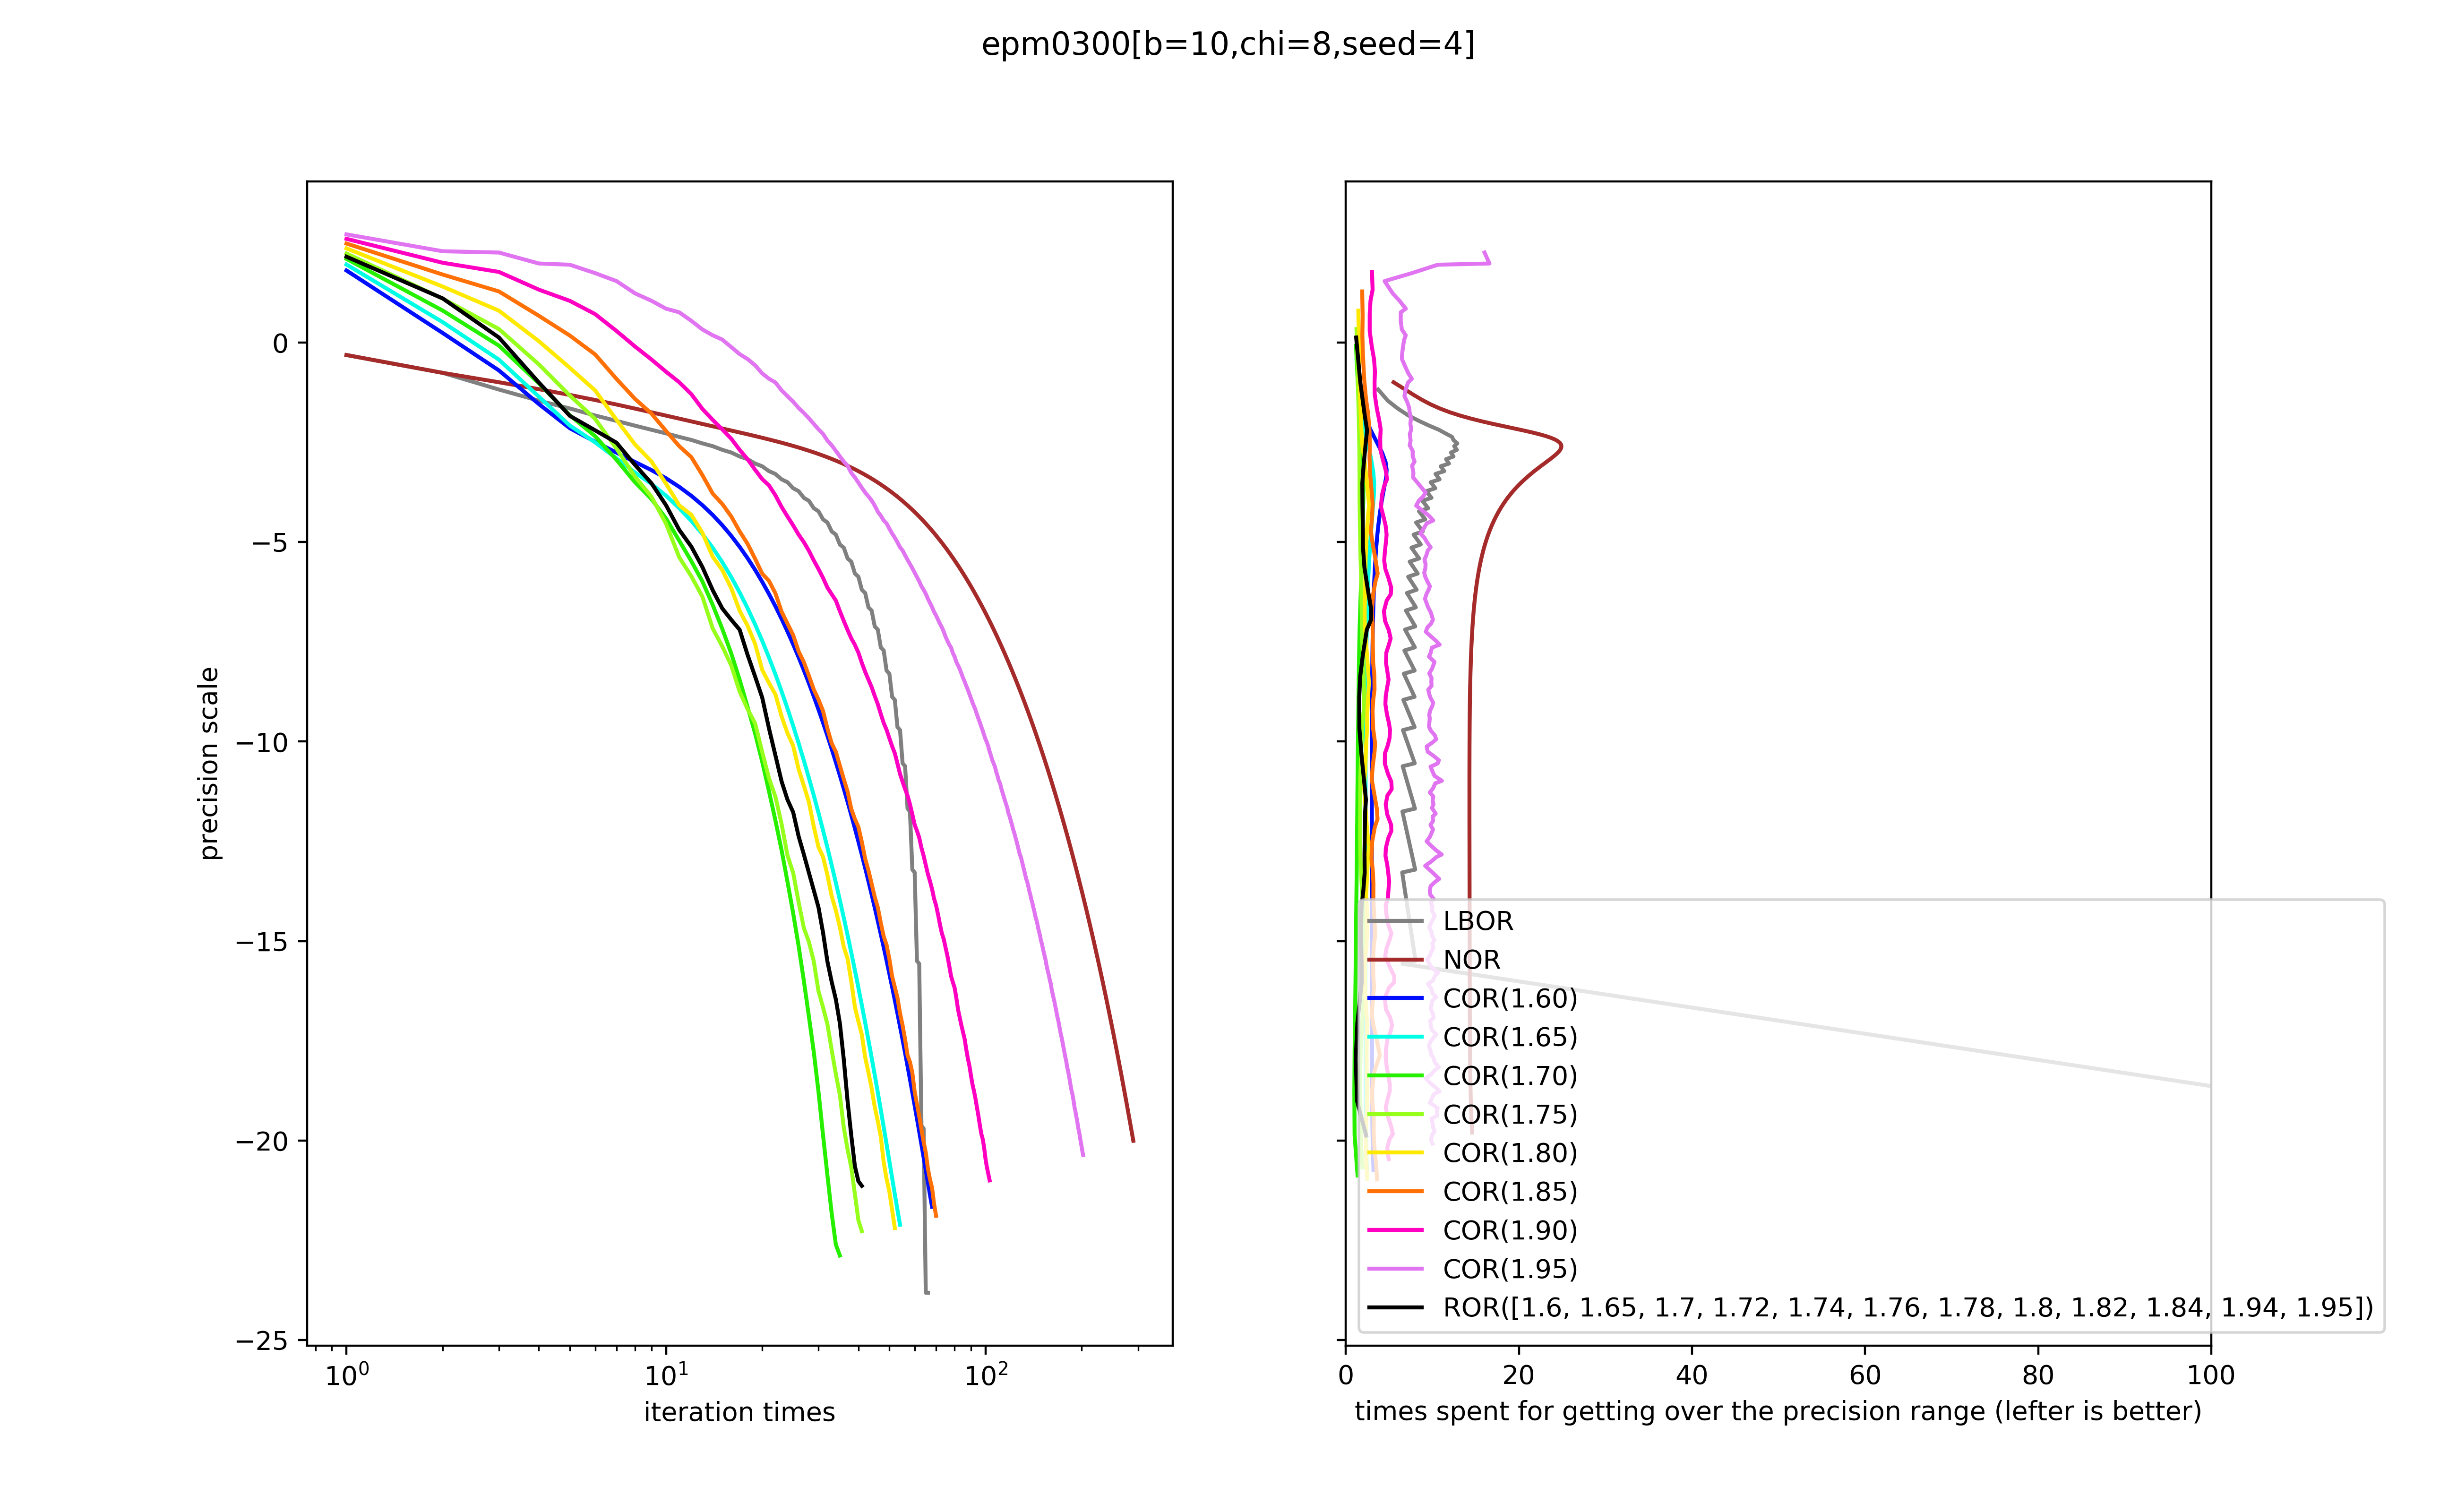 epm0300[b=10,chi=8,seed=4]
precision scale
0
−5
−10
−15
−20
−25
10⁰ 10¹ 10²
iteration times
LBOR
NOR
COR(1.60)
COR(1.65)
COR(1.70)
COR(1.75)
COR(1.80)
COR(1.85)
COR(1.90)
COR(1.95)
ROR([1.6, 1.65, 1.7, 1.72, 1.74, 1.76, 1.78, 1.8, 1.82, 1.84, 1.94, 1.95])
0 20 40 60 80 100
times spent for getting over the precision range (lefter is better)